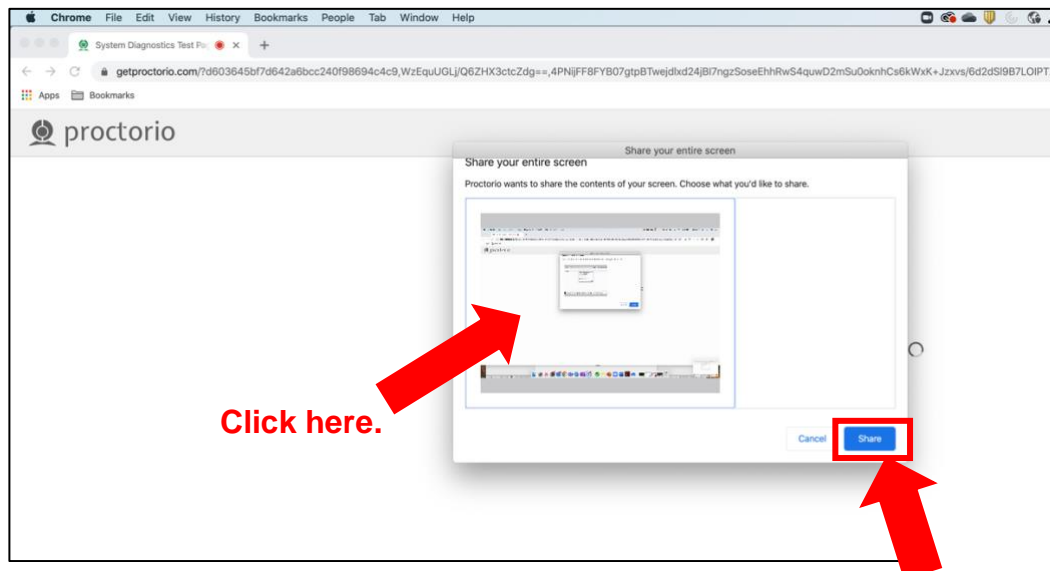 Chrome File Edit View History Bookmarks People Tab Window Help
System Diagnostics Test Pa
getproctorio.com/?d603645bf7d642a6bcc240f98694c4c9,WzEquUGLj/Q6ZHX3ctcZdg==,4PNijFF8FYB07gtpBTwejdlxd24jBl7ngzSoseEhhRwS4quwD2mSu0oknhCs6kWxK+Jzxvs/6d2dSl9B7LOIPT
Apps Bookmarks
proctorio
Share your entire screen
Share your entire screen
Proctorio wants to share the contents of your screen. Choose what you'd like to share.
Click here.
Cancel Share